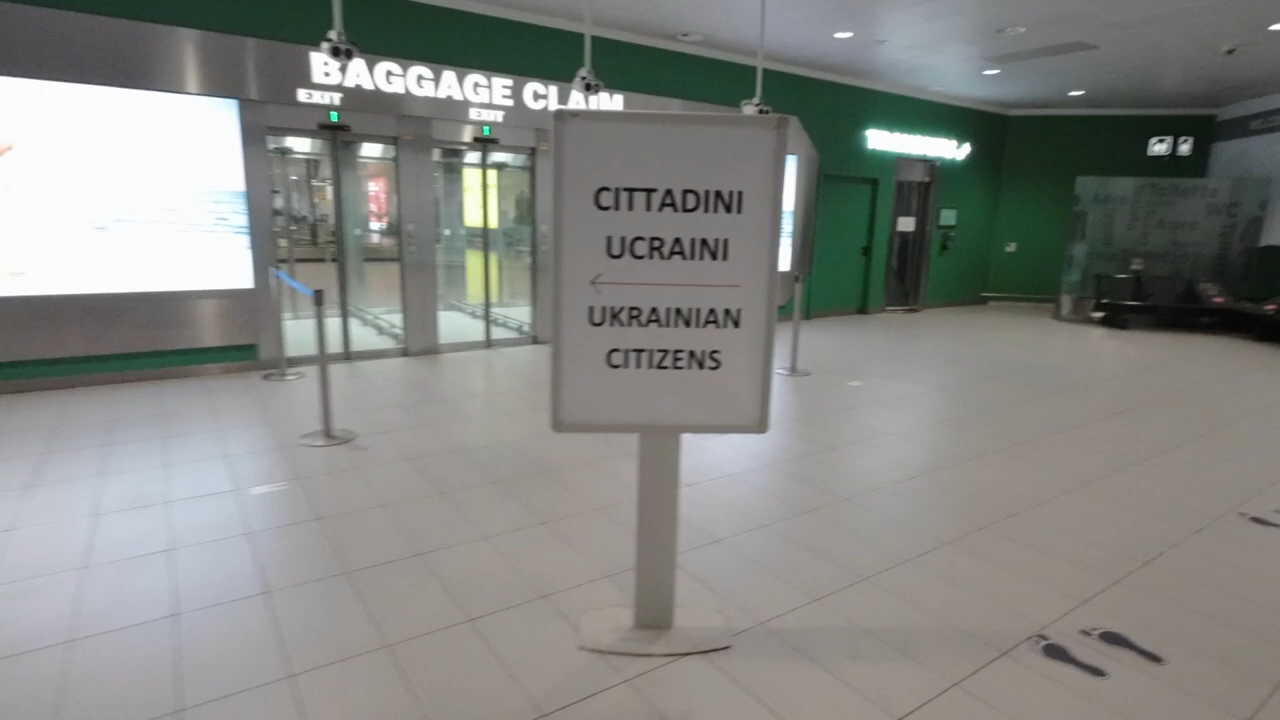 BAGGAGE CLAIM
EXIT
EXIT
CITTADINI
UCRAINI
UKRAINIAN
CITIZENS